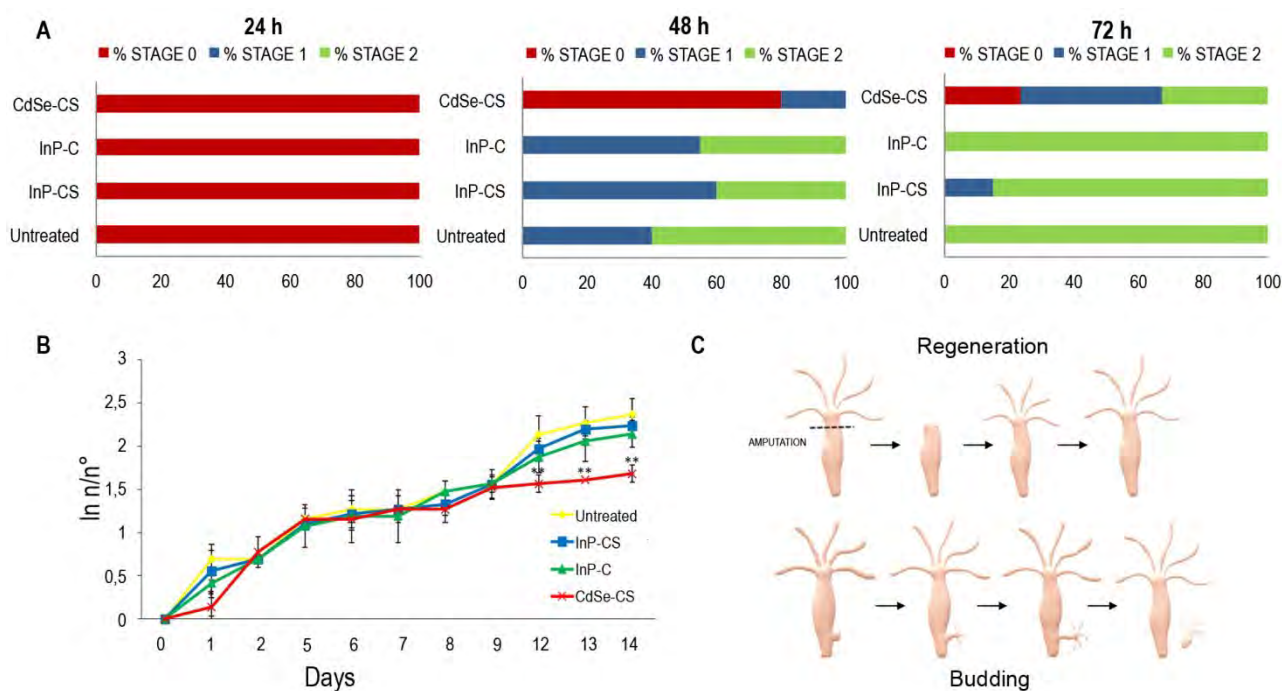 A
24 h
% STAGE 0 % STAGE 1 % STAGE 2
CdSe-CS
InP-C
InP-CS
Untreated
0 20 40 60 80 100
48 h
% STAGE 0 % STAGE 1 % STAGE 2
CdSe-CS
InP-C
InP-CS
Untreated
0 20 40 60 80 100
72 h
% STAGE 0 % STAGE 1 % STAGE 2
CdSe-CS
InP-C
InP-CS
Untreated
0 20 40 60 80 100
B
ln n/n°
3
2,5
2
1,5
1
0,5
0
*
** ** **
Untreated
InP-CS
InP-C
CdSe-CS
0 1 2 5 6 7 8 9 12 13 14
Days
C
Regeneration
AMPUTATION
Budding